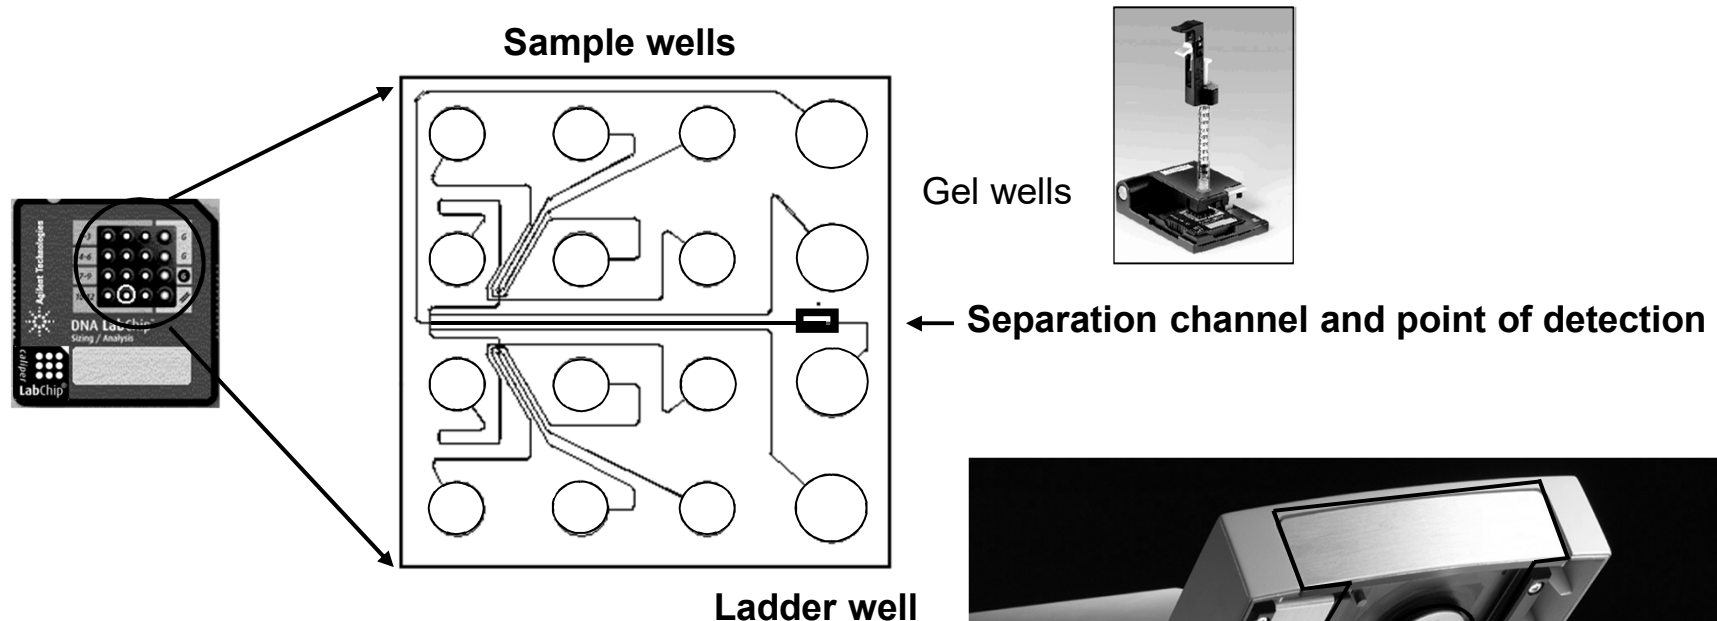 Sample wells
Gel wells
Separation channel and point of detection
Ladder well
Agilent Technologies
DNA LabChip
Sizing / Analysis
caliper
LabChip®
G
G
G